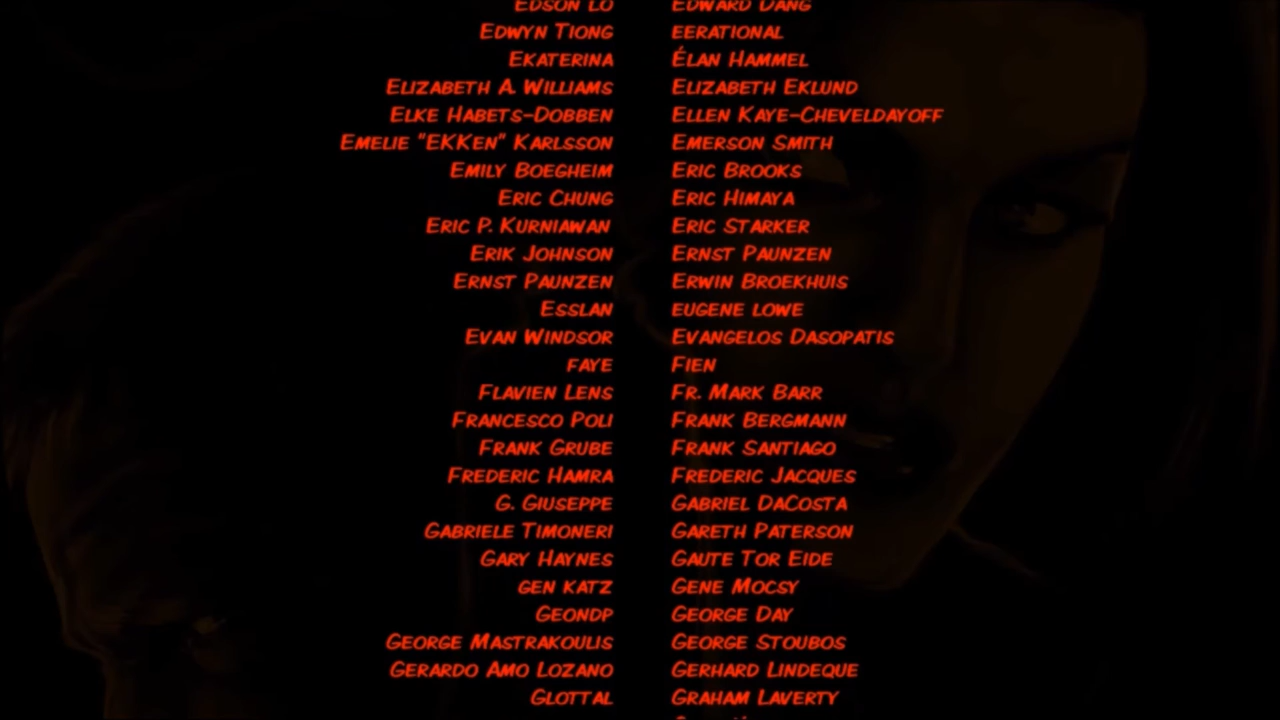 Edson Lo Edward Dang
Edwyn Tiong eerational
Ekaterina Élan Hammel
Elizabeth A. Williams Elizabeth Eklund
Elke Habets-Dobben Ellen Kaye-Cheveldayoff
Emelie "EKKen" Karlsson Emerson Smith
Emily Boegheim Eric Brooks
Eric Chung Eric Himaya
Eric P. Kurniawan Eric Starker
Erik Johnson Ernst Paunzen
Ernst Paunzen Erwin Broekhuis
Esslan eugene lowe
Evan Windsor Evangelos Dasopatis
faye Fien
Flavien Lens Fr. Mark Barr
Francesco Poli Frank Bergmann
Frank Grube Frank Santiago
Frederic Hamra Frederic Jacques
G. Giuseppe Gabriel DaCosta
Gabriele Timoneri Gareth Paterson
Gary Haynes Gaute Tor Eide
gen katz Gene Mocsy
Geondp George Day
George Mastrakoulis George Stoubos
Gerardo Amo Lozano Gerhard Lindeque
Glottal Graham Laverty